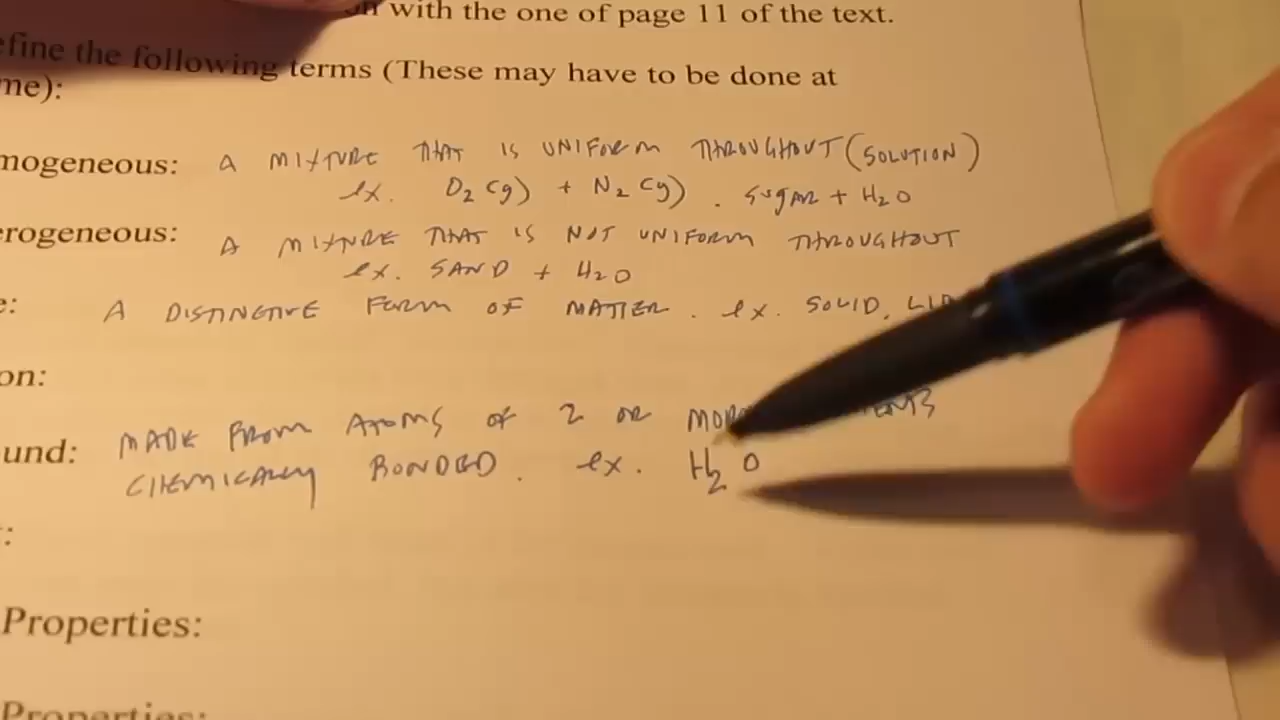 with the one of page 11 of the text.
efine the following terms (These may have to be done at
me):
mogeneous: A MIXTURE THAT IS UNIFORM THROUGHOUT (SOLUTION)
ex. O₂ (g) + N₂ (g) . SUGAR + H₂O
erogeneous: A MIXTURE THAT IS NOT UNIFORM THROUGHOUT
ex. SAND + H₂O
e: A DISTINCTIVE FORM OF MATTER. ex. SOLID, LI
on:
und: MADE FROM ATOMS OF 2 OR MOR
CHEMICALLY BONDED. ex. H₂O
:
Properties:
Properties: